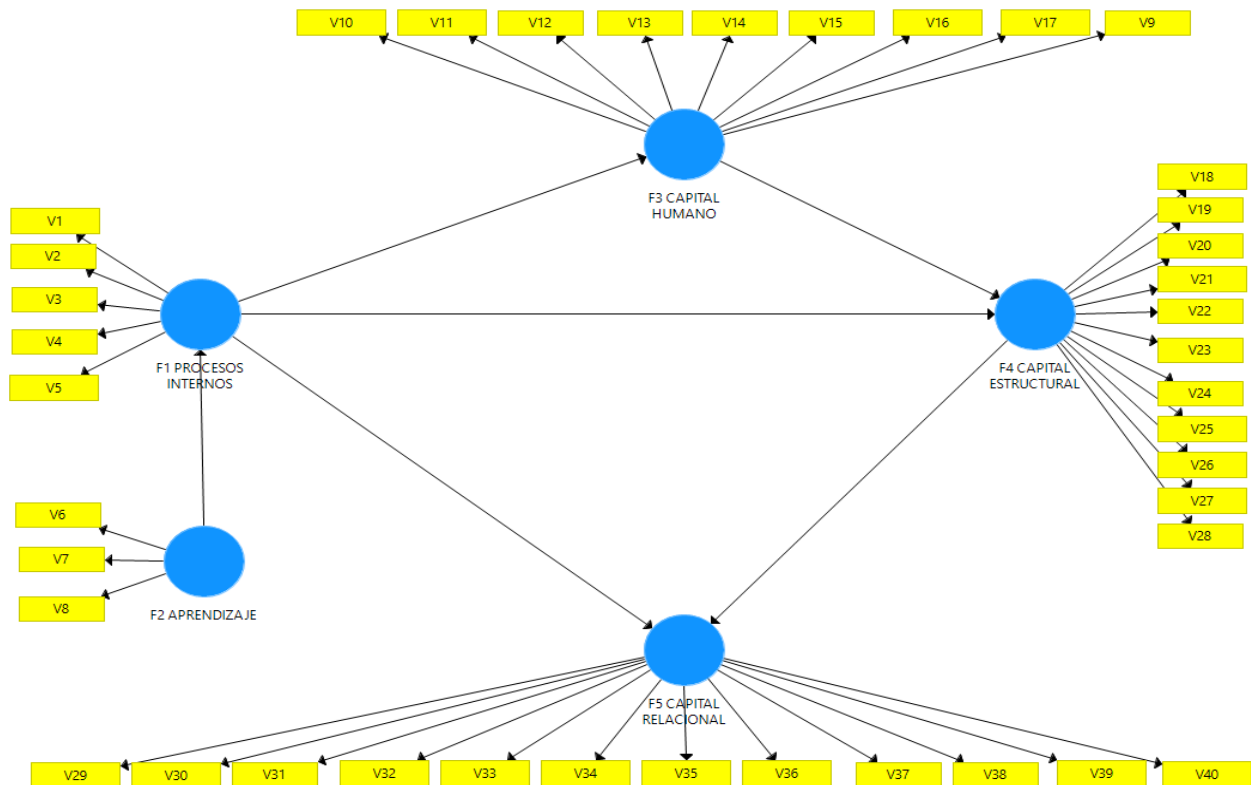 V10
V11
V12
V13
V14
V15
V16
V17
V9
F3 CAPITAL
HUMANO
V18
V19
V20
V21
V22
V23
V24
V25
V26
V27
V28
F4 CAPITAL
ESTRUCTURAL
V1
V2
V3
V4
V5
F1 PROCESOS
INTERNOS
V6
V7
V8
F2 APRENDIZAJE
F5 CAPITAL
RELACIONAL
V29
V30
V31
V32
V33
V34
V35
V36
V37
V38
V39
V40